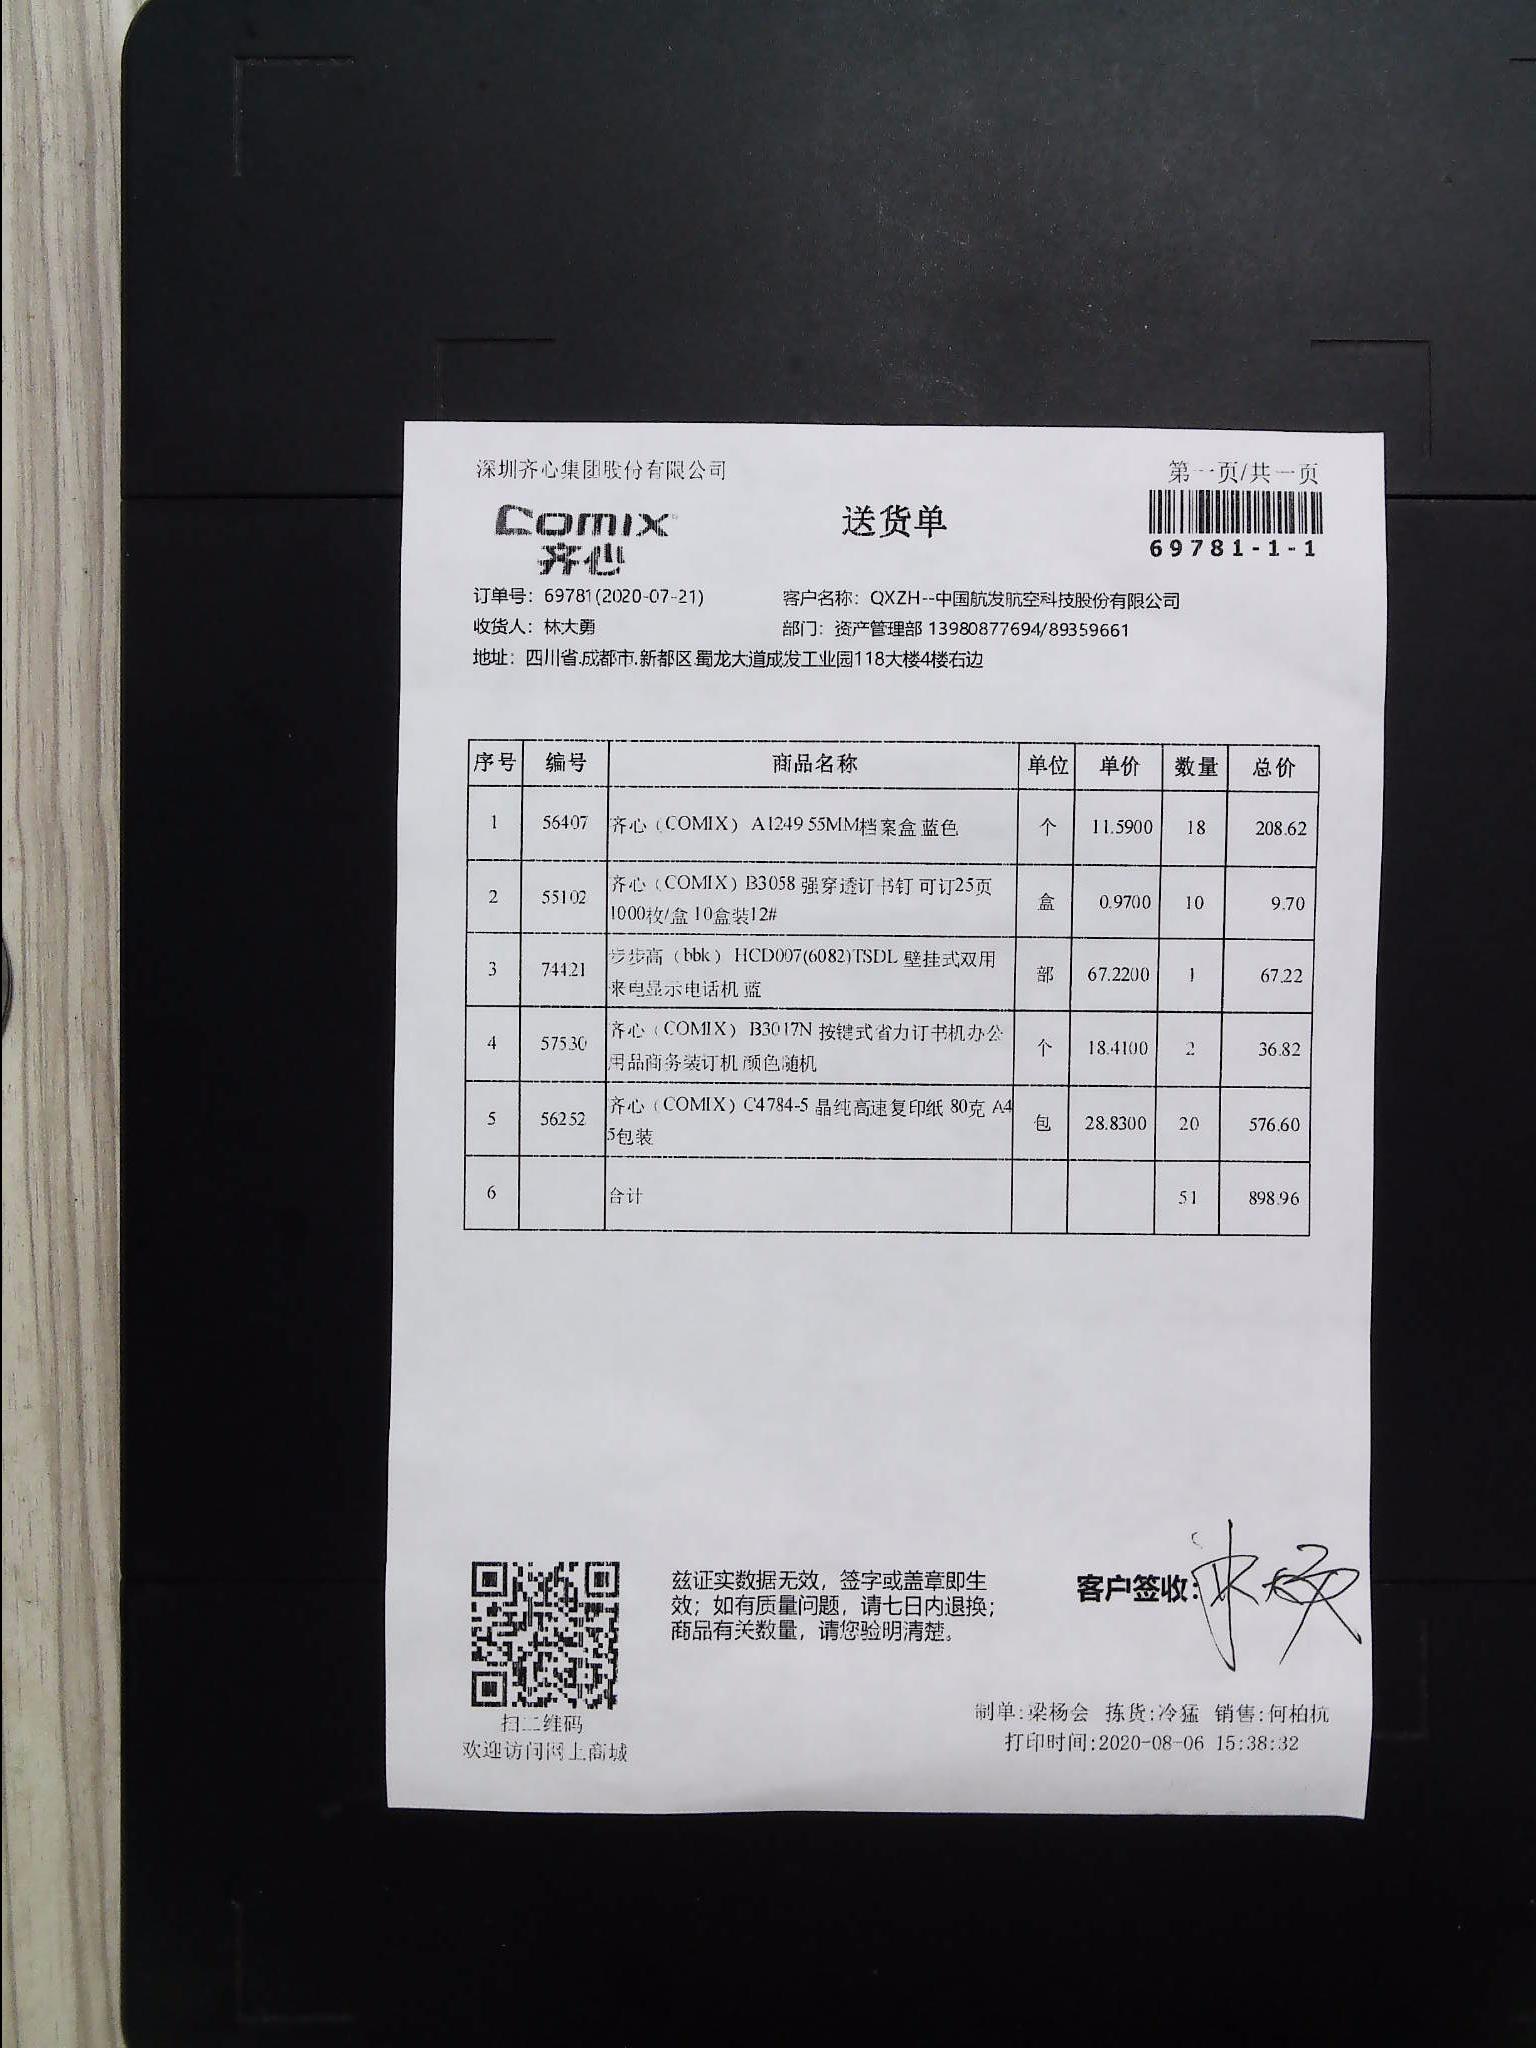 深圳齐心集团股份有限公司
第一页/共一页
Comix
齐心
送货单
69781-1-1
订单号：69781(2020-07-21) 客户名称：QXZH--中国航发航空科技股份有限公司
收货人：林大勇 部门：资产管理部 13980877694/89359661
地址：四川省.成都市.新都区.蜀龙大道成发工业园118大楼4楼右边
序号 编号 商品名称 单位 单价 数量 总价
1 56407 齐心（COMIX） A1249 55MM档案盒 蓝色 个 11.5900 18 208.62
2 55102 齐心（COMIX）B3058 强穿透订书钉 可订25页 盒 0.9700 10 9.70
1000枚/盒 10盒装12#
3 74421 步步高（bbk） HCD007(6082)TSDL 壁挂式双用 部 67.2200 1 67.22
来电显示电话机 蓝
4 57530 齐心（COMIX） B3017N 按键式省力订书机办公 个 18.4100 2 36.82
用品商务装订机 颜色随机
5 56252 齐心（COMIX）C4784-5 晶纯高速复印纸 80克 A4 包 28.8300 20 576.60
5包装
6 合计 51 898.96
兹证实数据无效，签字或盖章即生
效；如有质量问题，请七日内退换；
商品有关数量，请您验明清楚。
客户签收:
扫二维码
欢迎访问网上商城
制单:梁杨会 拣货:冷猛 销售:何柏杭
打印时间:2020-08-06 15:38:32